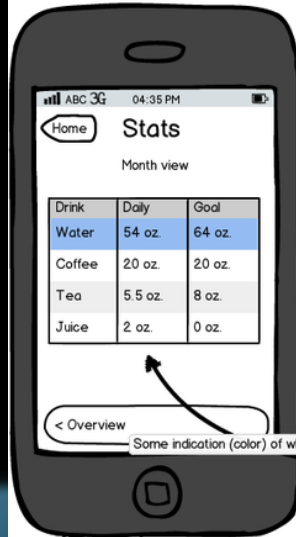 ABC 3G 04:35 PM
Home Stats
Month view
Drink Daily Goal
Water 54 oz. 64 oz.
Coffee 20 oz. 20 oz.
Tea 5.5 oz. 8 oz.
Juice 2 oz. 0 oz.
< Overview
Some indication (color) of